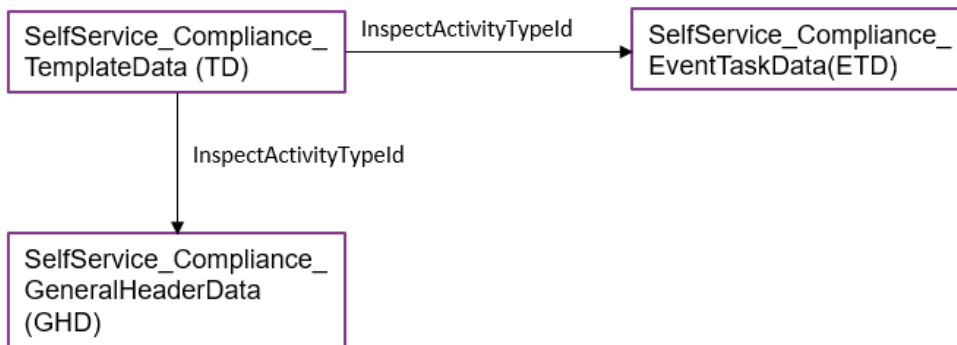 SelfService_Compliance_
TemplateData (TD)
InspectActivityTypeId
SelfService_Compliance_
EventTaskData(ETD)
InspectActivityTypeId
SelfService_Compliance_
GeneralHeaderData
(GHD)